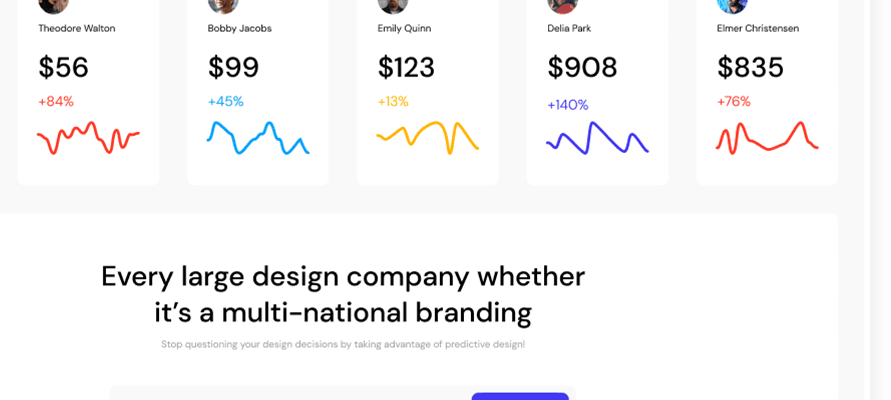 Theodore Walton
Bobby Jacobs
Emily Quinn
Delia Park
Elmer Christensen
$56
$99
$123
$908
$835
+84%
+45%
+13%
+140%
+76%
Every large design company whether
it's a multi-national branding
Stop questioning your design decisions by taking advantage of predictive design!